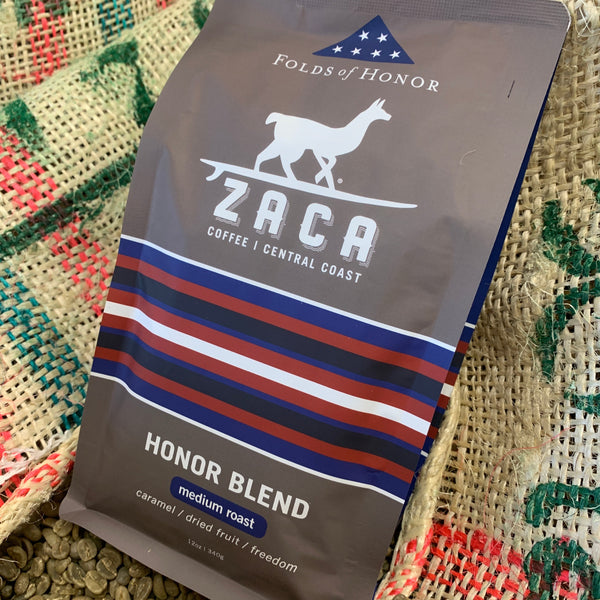 FOLDS of HONOR
ZACA
COFFEE | CENTRAL COAST
HONOR BLEND
medium roast
caramel / dried fruit / freedom
12oz | 340g